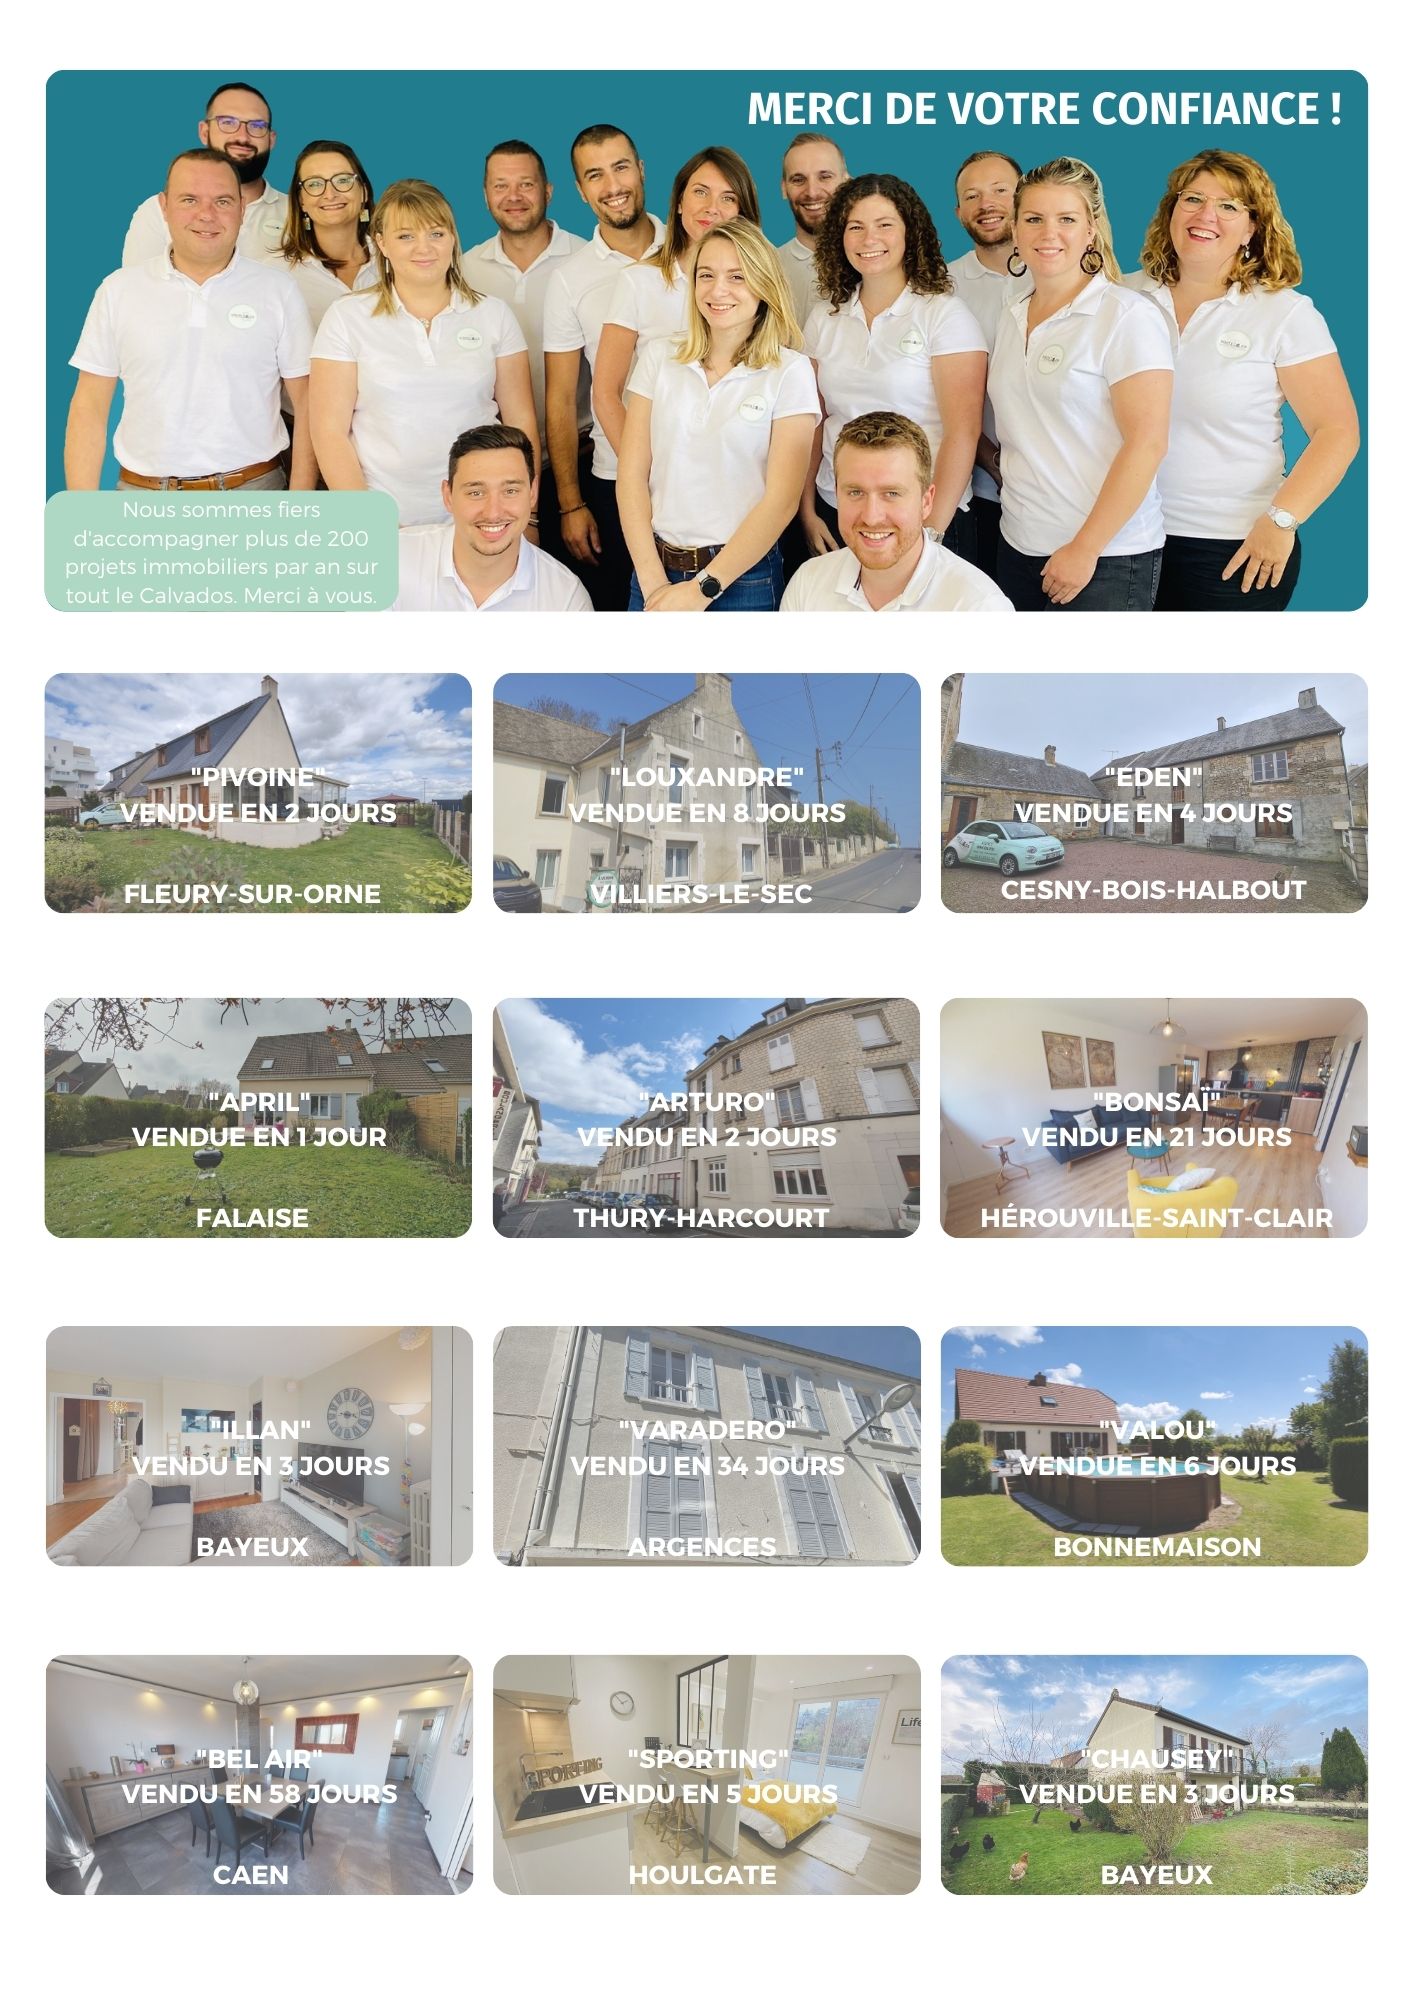 MERCI DE VOTRE CONFIANCE !
Nous sommes fiers
d'accompagner plus de 200
projets immobiliers par an sur
tout le Calvados. Merci à vous.
"PIVOINE"
VENDUE EN 2 JOURS
FLEURY-SUR-ORNE
"LOUXANDRE"
VENDUE EN 8 JOURS
VILLIERS-LE-SEC
"EDEN"
VENDUE EN 4 JOURS
CESNY-BOIS-HALBOUT
"APRIL"
VENDUE EN 1 JOUR
FALAISE
"ARTURO"
VENDU EN 2 JOURS
THURY-HARCOURT
"BONSAÏ"
VENDU EN 21 JOURS
HÉROUVILLE-SAINT-CLAIR
"ILLAN"
VENDU EN 3 JOURS
BAYEUX
"VARADERO"
VENDU EN 34 JOURS
ARGENCES
"VALOU"
VENDUE EN 6 JOURS
BONNEMAISON
"BEL AIR"
VENDU EN 58 JOURS
CAEN
SPORTING
Life
"SPORTING"
VENDU EN 5 JOURS
HOULGATE
"CHAUSEY"
VENDUE EN 3 JOURS
BAYEUX